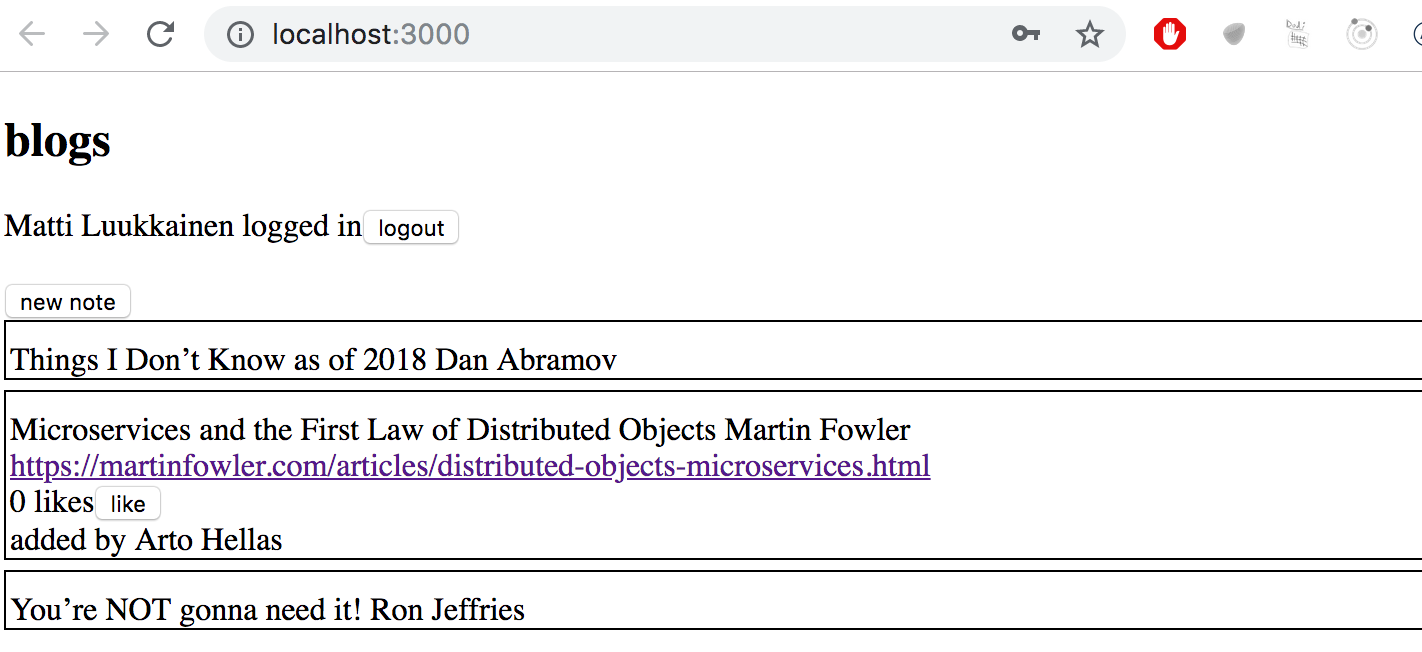 localhost:3000
blogs
Matti Luukkainen logged in logout
new note
Things I Don’t Know as of 2018 Dan Abramov
Microservices and the First Law of Distributed Objects Martin Fowler
https://martinfowler.com/articles/distributed-objects-microservices.html
0 likes like
added by Arto Hellas
You’re NOT gonna need it! Ron Jeffries